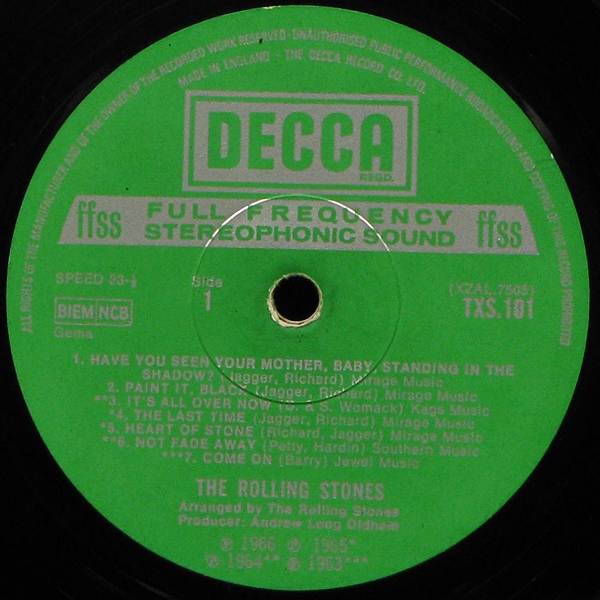 ALL RIGHTS OF THE MANUFACTURER AND OF THE OWNER OF THE RECORDED WORK RESERVED · UNAUTHORISED PUBLIC PERFORMANCE BROADCASTING AND COPYING OF THIS RECORD PROHIBITED
MADE IN ENGLAND · THE DECCA RECORD CO. LTD.
DECCA
REGD.
ffss FULL FREQUENCY STEREOPHONIC SOUND ffss
SPEED 33-⅓
Side
1
(XZAL.7503)
TXS.101
BIEM NCB
Gema
1. HAVE YOU SEEN YOUR MOTHER, BABY, STANDING IN THE
SHADOW? (Jagger, Richard) Mirage Music
2. PAINT IT, BLACK (Jagger, Richard) Mirage Music
**3. IT'S ALL OVER NOW (B. & S. Womack) Kags Music
*4. THE LAST TIME (Jagger, Richard) Mirage Music
*5. HEART OF STONE (Richard, Jagger) Mirage Music
**6. NOT FADE AWAY (Petty, Hardin) Southern Music
***7. COME ON (Barry) Jewel Music
THE ROLLING STONES
Arranged by The Rolling Stones
Producer: Andrew Loog Oldham
℗ 1966 ℗ 1965*
℗ 1964** ℗ 1963***